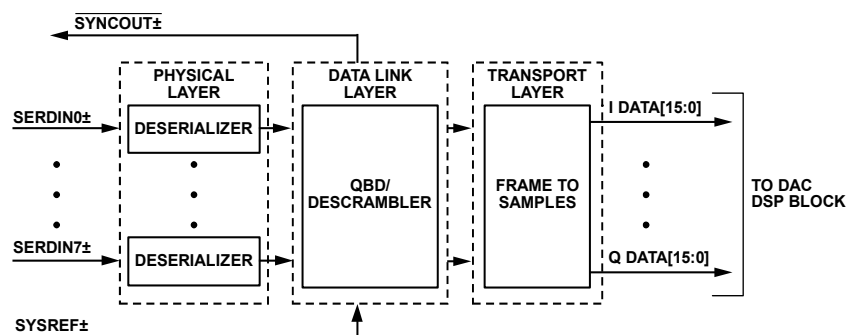 SYNCOUT±
PHYSICAL
LAYER
DATA LINK
LAYER
TRANSPORT
LAYER
SERDIN0±
DESERIALIZER
I DATA[15:0]
QBD/
DESCRAMBLER
FRAME TO
SAMPLES
TO DAC
DSP BLOCK
SERDIN7±
DESERIALIZER
Q DATA[15:0]
SYSREF±